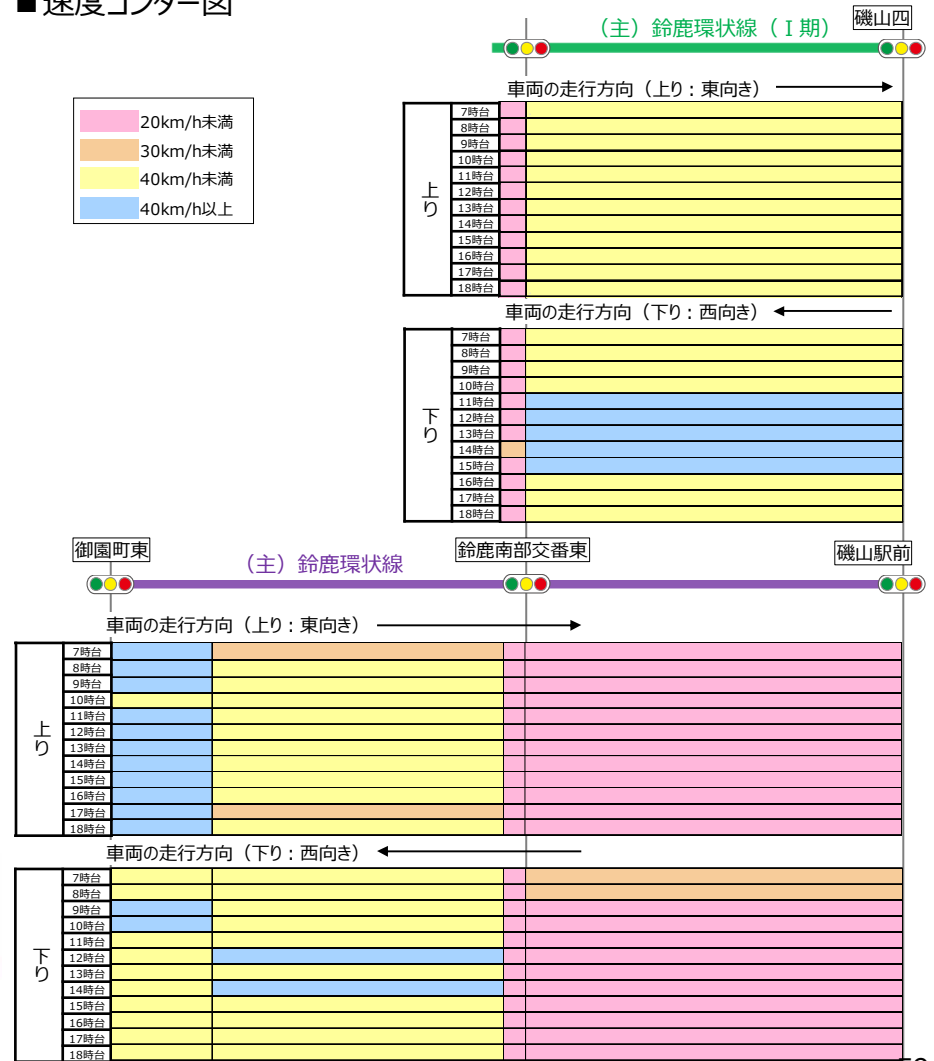 ■速度コンター図
磯山四
（主）鈴鹿環状線（Ⅰ期）
車両の走行方向（上り：東向き）
20km/h未満
30km/h未満
40km/h未満
40km/h以上
上り
7時台
8時台
9時台
10時台
11時台
12時台
13時台
14時台
15時台
16時台
17時台
18時台
車両の走行方向（下り：西向き）
下り
7時台
8時台
9時台
10時台
11時台
12時台
13時台
14時台
15時台
16時台
17時台
18時台
御園町東
（主）鈴鹿環状線
鈴鹿南部交番東
磯山駅前
車両の走行方向（上り：東向き）
上り
7時台
8時台
9時台
10時台
11時台
12時台
13時台
14時台
15時台
16時台
17時台
18時台
車両の走行方向（下り：西向き）
下り
7時台
8時台
9時台
10時台
11時台
12時台
13時台
14時台
15時台
16時台
17時台
18時台